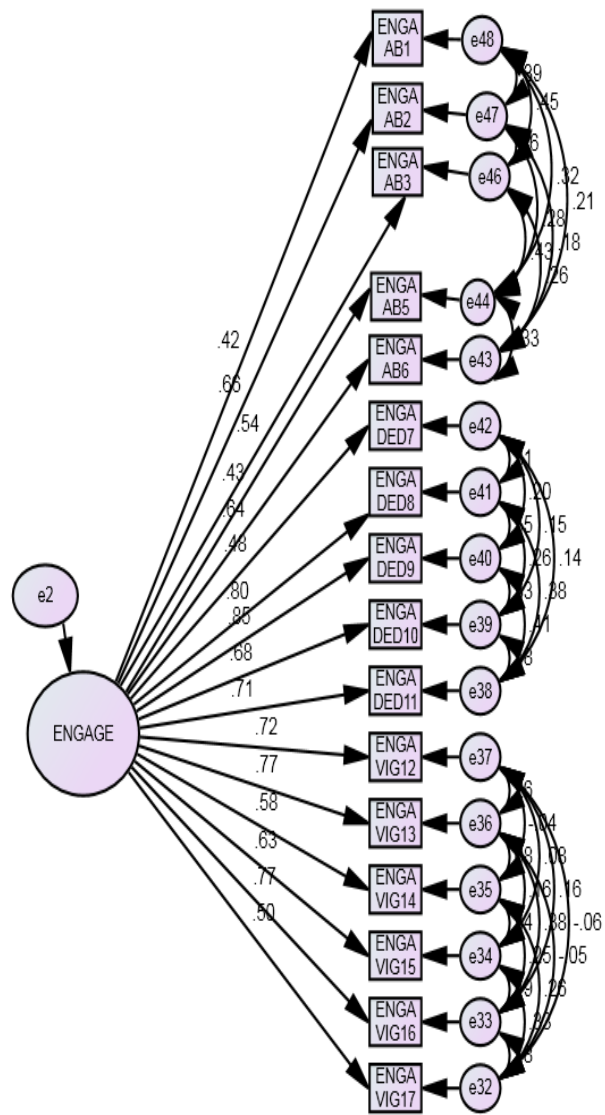 ENGA
AB1
e48
.39
.45
ENGA
AB2
e47
ENGA
AB3
e46
.32
.21
.28
.18
.43
.26
ENGA
AB5
e44
.33
ENGA
AB6
e43
.42
.66
.54
.43
.64
.48
.80
.85
.68
.71
.72
.77
.58
.63
.77
.50
ENGA
DED7
e42
ENGA
DED8
e41
.20
.15
ENGA
DED9
e40
.26
.14
.38
ENGA
DED10
e39
.41
ENGA
DED11
e38
e2
ENGAGE
ENGA
VIG12
e37
ENGA
VIG13
e36
-.04
.08
ENGA
VIG14
e35
.16
.16
-.06
.38
ENGA
VIG15
e34
.25
-.05
.26
ENGA
VIG16
e33
ENGA
VIG17
e32